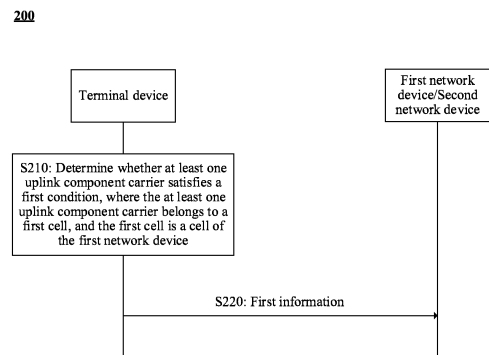 200
Terminal device
First network
device/Second
network device
S210: Determine whether at least one
uplink component carrier satisfies a
first condition, where the at least one
uplink component carrier belongs to a
first cell, and the first cell is a cell of
the first network device
S220: First information